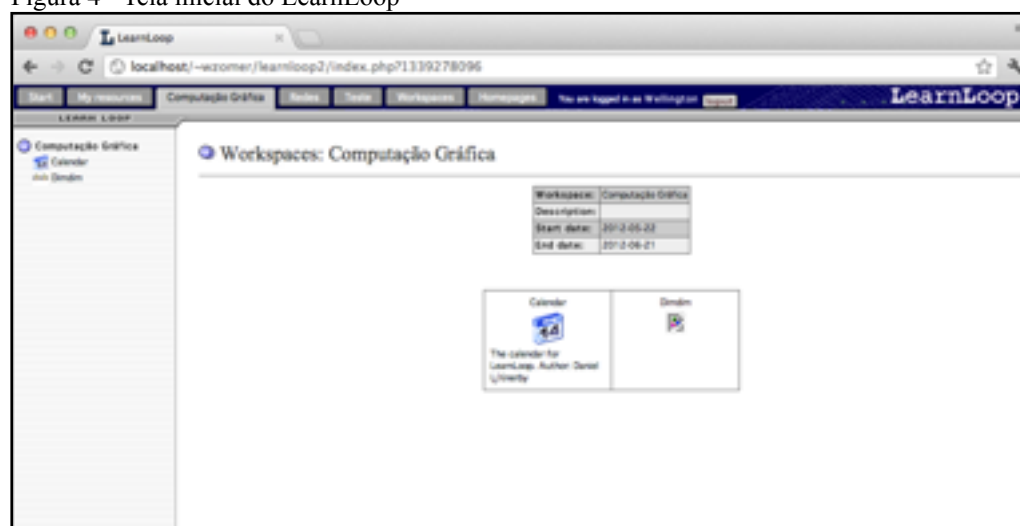 Figura 4 - Tela inicial do LearnLoop
LearnLoop
localhost/~wzomer/learnloop2/index.php?1339278096
Start My resources Computação Gráfica Redes Teste Workspaces Homepages You are logged in as Wellington logout LearnLoop
LEARN LOOP
Computação Gráfica
Calendar
Dimdim
Workspaces: Computação Gráfica
Workspace: Computação Gráfica
Description:
Start date: 2012-05-22
End date: 2012-06-21
Calendar Dimdim
The calendar for
LearnLoop. Author: Daniel